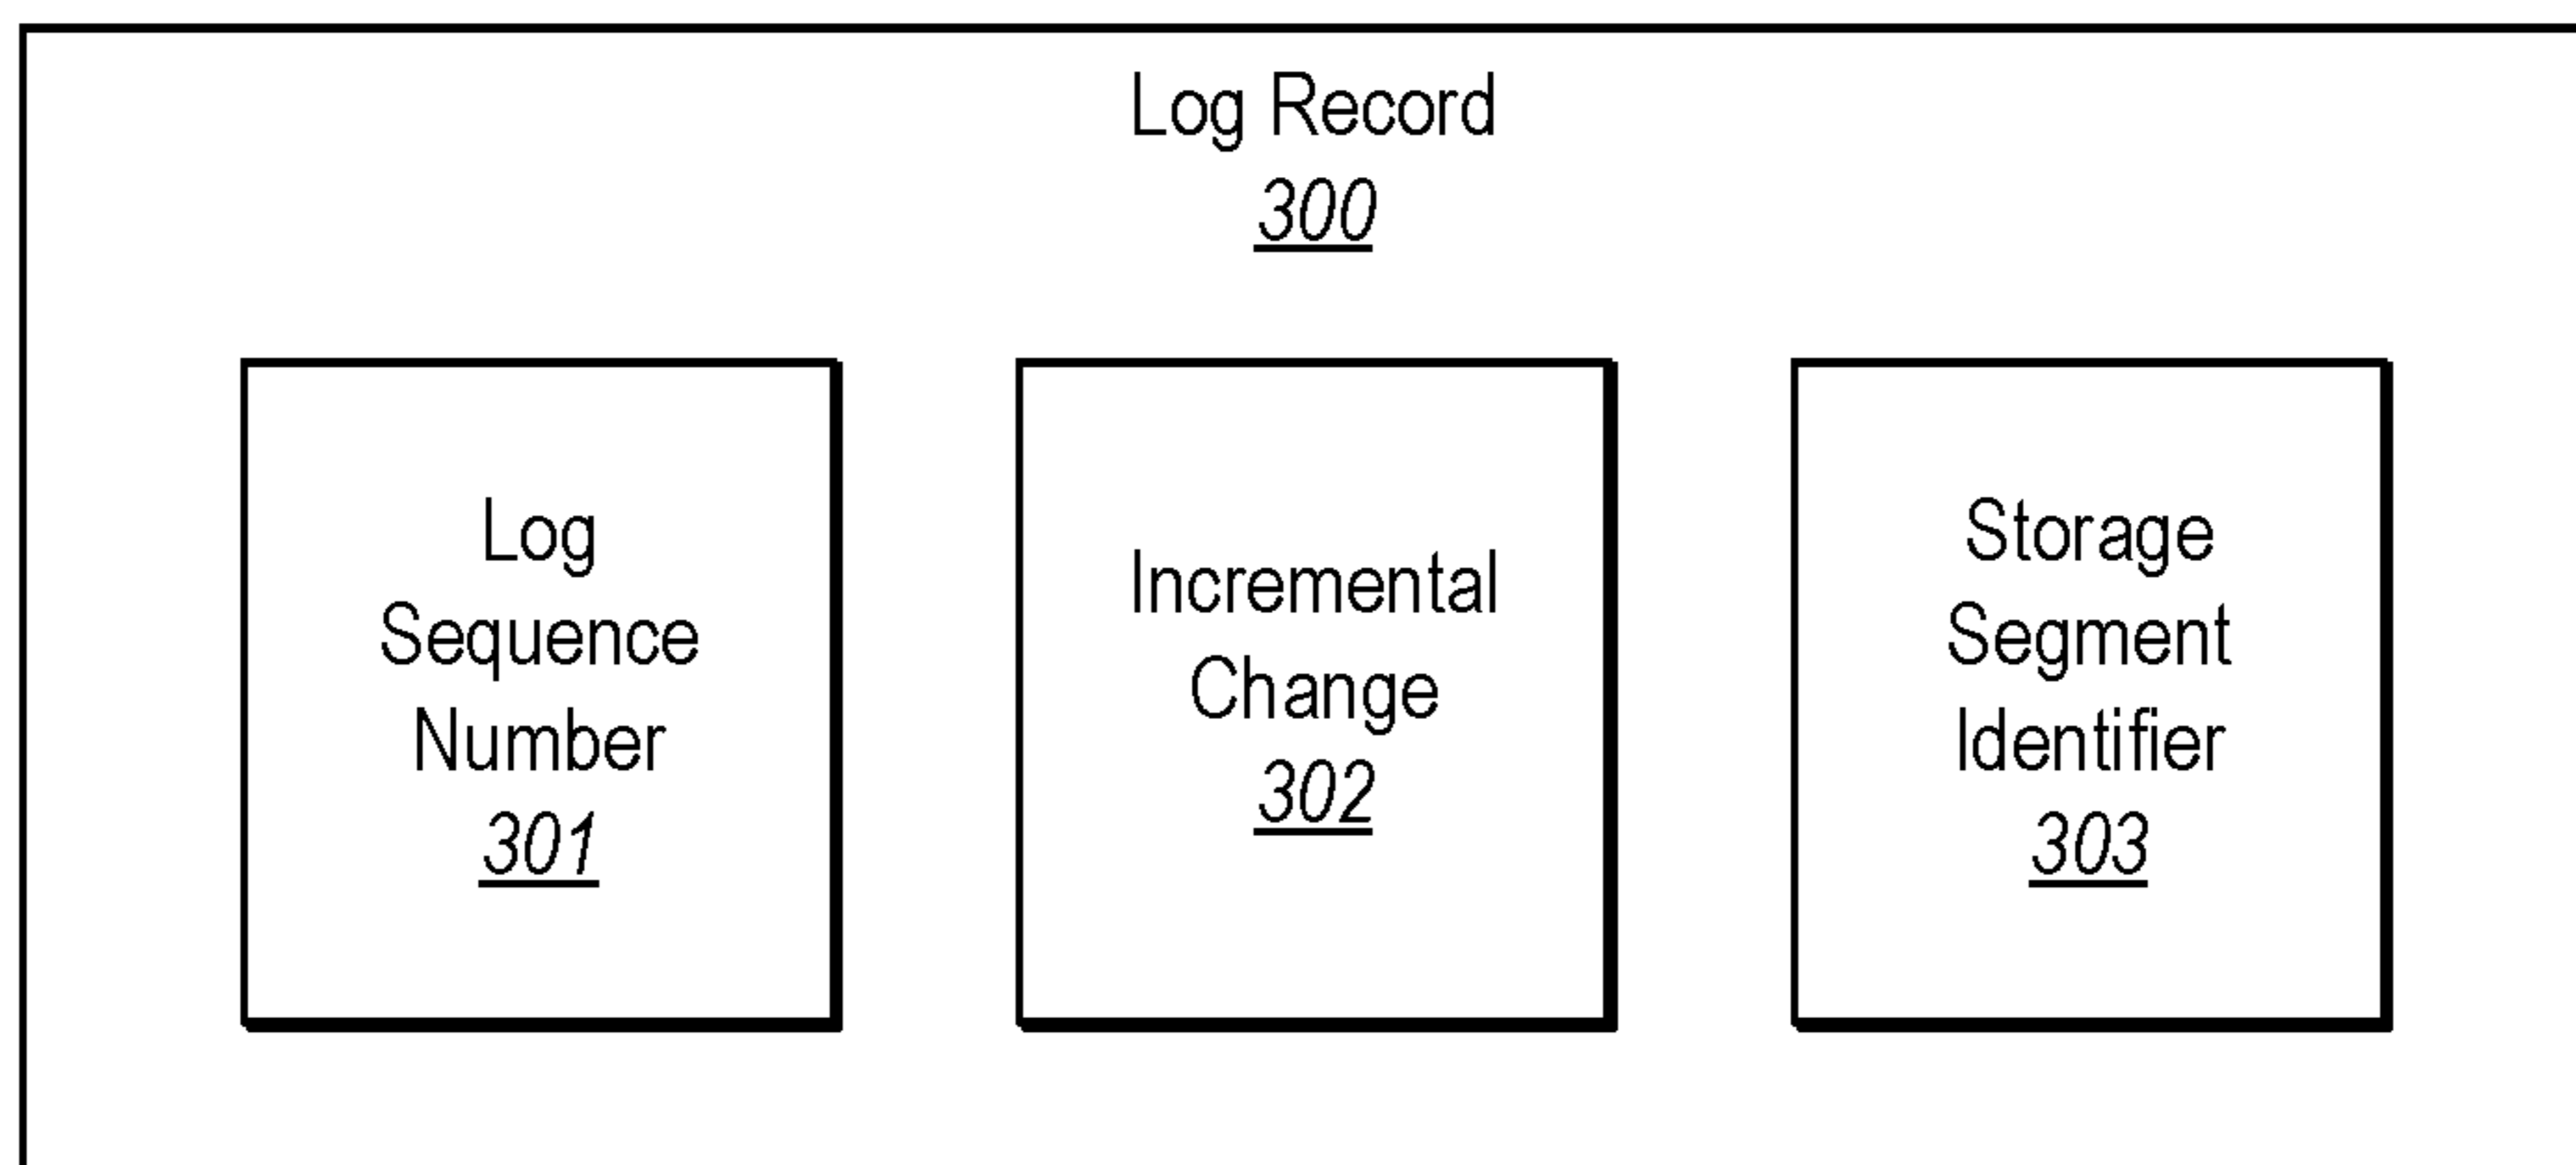 Log Record
300
Log
Sequence
Number
301
Incremental
Change
302
Storage
Segment
Identifier
303